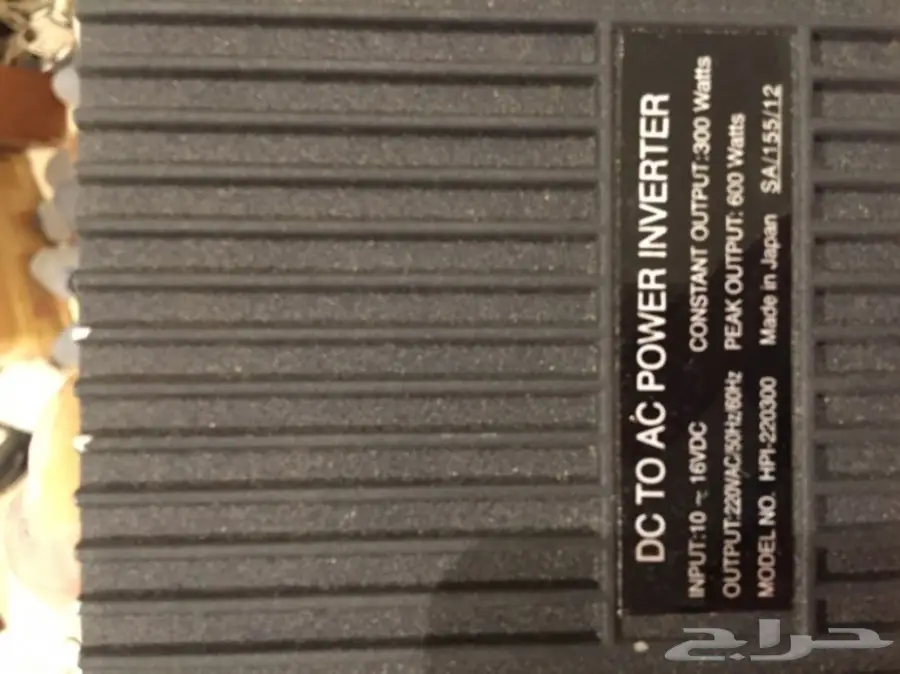 DC TO AC POWER INVERTER
INPUT:10 ~ 16VDC CONSTANT OUTPUT:300 Watts
OUTPUT:220VAC/50Hz/60Hz PEAK OUTPUT: 600 Watts
MODEL NO. HPI-220300 Made in Japan SA/155/12
حراج